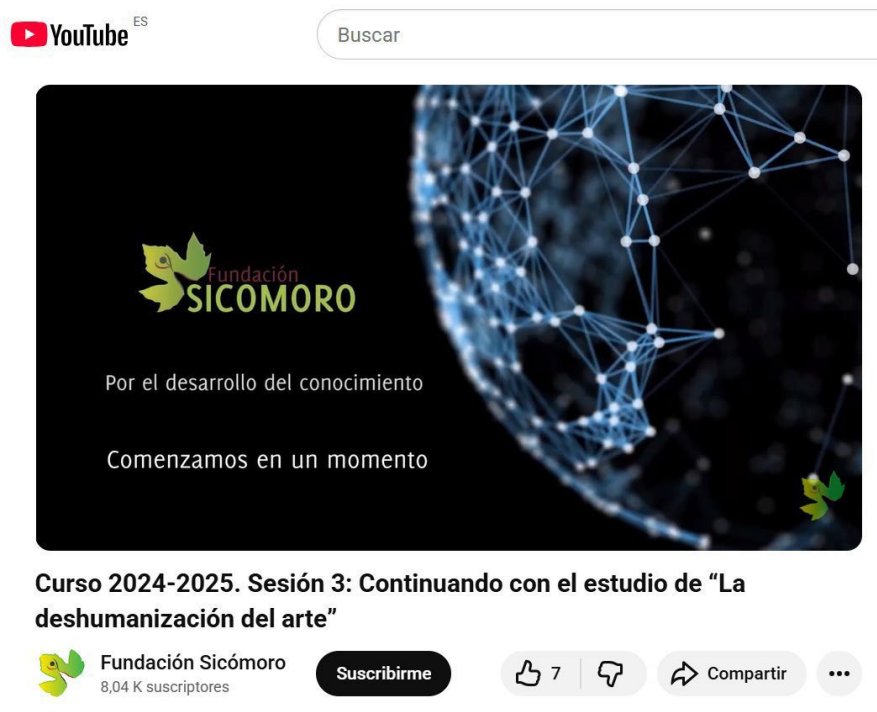 YouTube ES
Buscar
Fundación
SICOMORO
Por el desarrollo del conocimiento
Comenzamos en un momento
Curso 2024-2025. Sesión 3: Continuando con el estudio de “La
deshumanización del arte”
Fundación Sicómoro
8,04 K suscriptores
Suscribirme
7
Compartir